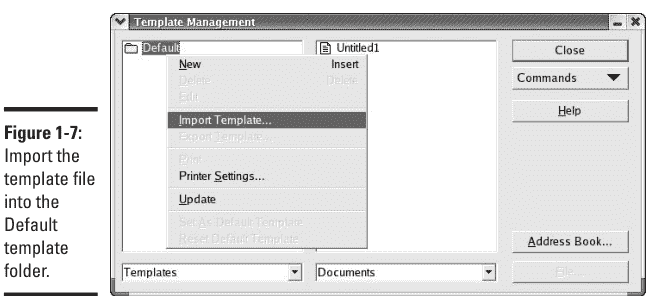 Template Management
Default
Untitled1
Close
New Insert
Commands
Delete Delete
Edit
Help
Import Template...
Export Template...
Print
Printer Settings...
Update
Set As Default Template
Reset Default Template
Address Book...
Templates
Documents
File...
Figure 1-7:
Import the
template file
into the
Default
template
folder.